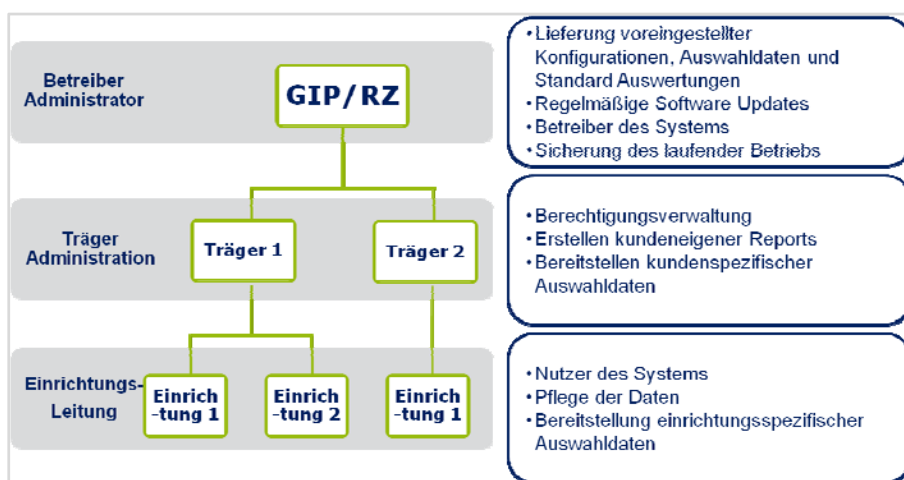 Betreiber
Administrator
GIP/RZ
• Lieferung voreingestellter
Konfigurationen, Auswahldaten und
Standard Auswertungen
• Regelmäßige Software Updates
• Betreiber des Systems
• Sicherung des laufender Betriebs
Träger
Administration
Träger 1
Träger 2
• Berechtigungsverwaltung
• Erstellen kundeneigener Reports
• Bereitstellen kundenspezifischer
Auswahldaten
Einrichtungs-
Leitung
Einrich
-tung 1
Einrich
-tung 2
Einrich
-tung 1
• Nutzer des Systems
• Pflege der Daten
• Bereitstellung einrichtungsspezifischer
Auswahldaten